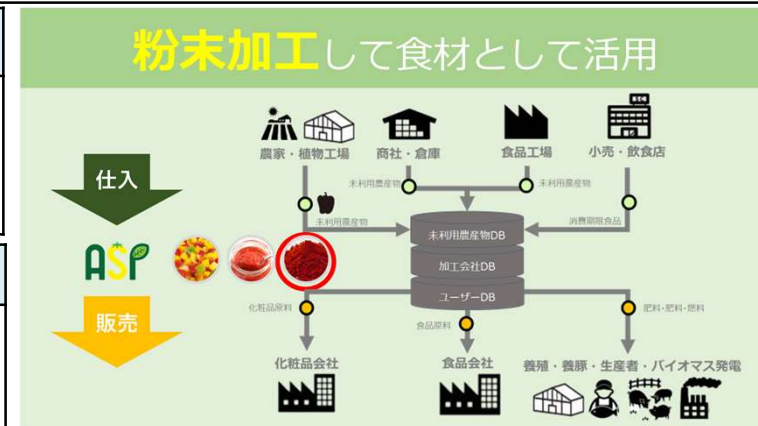 粉末加工して食材として活用
農家・植物工場
商社・倉庫
食品工場
小売・飲食店
仕入
未利用農産物
未利用農産物
未利用農産物
消費期限食品
未利用農産物DB
加工会社DB
ユーザーDB
ASP
販売
化粧品原料
食品原料
肥料・肥料・燃料
化粧品会社
食品会社
養殖・養豚・生産者・バイオマス発電